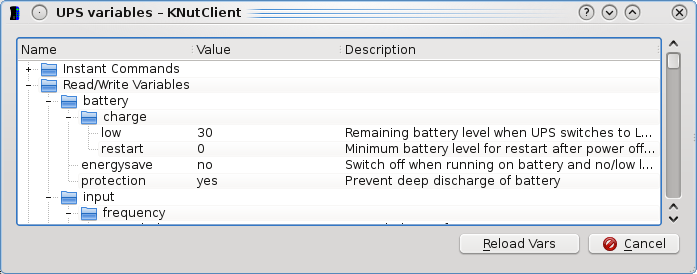 UPS variables – KNutClient
Name Value Description
Instant Commands
Read/Write Variables
battery
charge
low 30 Remaining battery level when UPS switches to L...
restart 0 Minimum battery level for restart after power off...
energysave no Switch off when running on battery and no/low l...
protection yes Prevent deep discharge of battery
input
frequency
Reload Vars Cancel